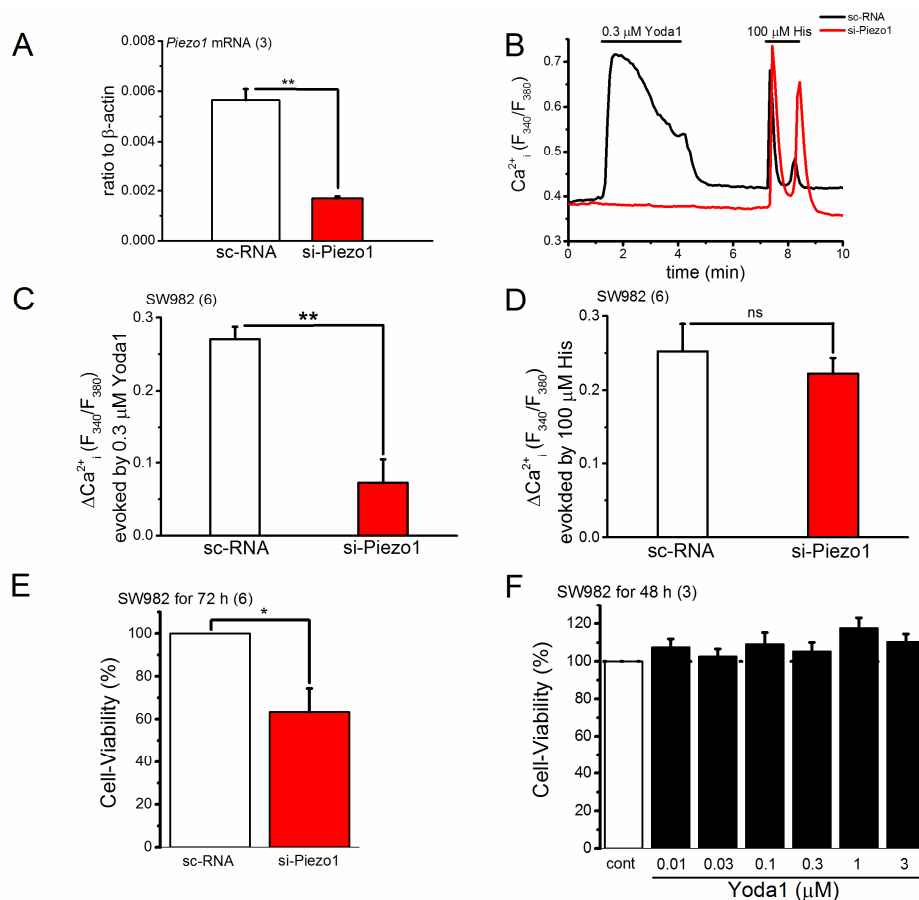 A
Piezo1 mRNA (3)
0.008
0.006
0.004
0.002
0.000
ratio to β-actin
**
sc-RNA
si-Piezo1
B
0.3 μM Yoda1
100 μM His
sc-RNA
si-Piezo1
0.7
0.6
0.5
0.4
0.3
Ca²⁺ᵢ (F₃₄₀/F₃₈₀)
0
2
4
6
8
10
time (min)
C
SW982 (6)
0.3
0.2
0.1
0.0
ΔCa²⁺ᵢ (F₃₄₀/F₃₈₀)
evoked by 0.3 μM Yoda1
**
sc-RNA
si-Piezo1
D
SW982 (6)
0.3
0.2
0.1
0.0
ΔCa²⁺ᵢ (F₃₄₀/F₃₈₀)
evokded by 100 μM His
ns
sc-RNA
si-Piezo1
E
SW982 for 72 h (6)
100
80
60
40
20
0
Cell-Viability (%)
*
sc-RNA
si-Piezo1
F
SW982 for 48 h (3)
120
100
80
60
40
20
0
Cell-Viability (%)
cont
0.01
0.03
0.1
0.3
1
3
Yoda1 (μM)